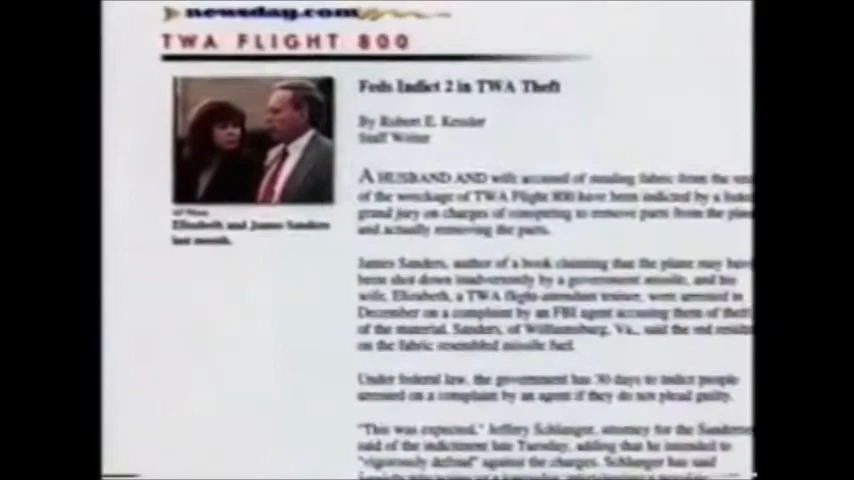 newsday.com
TWA FLIGHT 800
Feds Indict 2 in TWA Theft
By Robert E. Kessler
Staff Writer
A HUSBAND AND wife accused of stealing fabric from the
of the wreckage of TWA Flight 800 have been indicted by a
grand jury on charges of conspiring to remove parts from the plane
and actually removing the parts.
AP Photo
Elizabeth and James Sanders
last month.
James Sanders, author of a book claiming that the plane may have
been shot down inadvertently by a government missile, and his
wife, Elizabeth, a TWA flight-attendant trainer, were arrested in
December on a complaint by an FBI agent accusing them of theft
of the material. Sanders, of Williamsburg, Va., said the red
on the fabric resembled missile fuel.
Under federal law, the government has 30 days to indict people
arrested on a complaint by an agent if they do not plead guilty.
"This was expected," Jeffery Schlanger, attorney for the
said of the indictment late Tuesday, adding that he intended to
"vigorously defend" against the charges. Schlanger has said